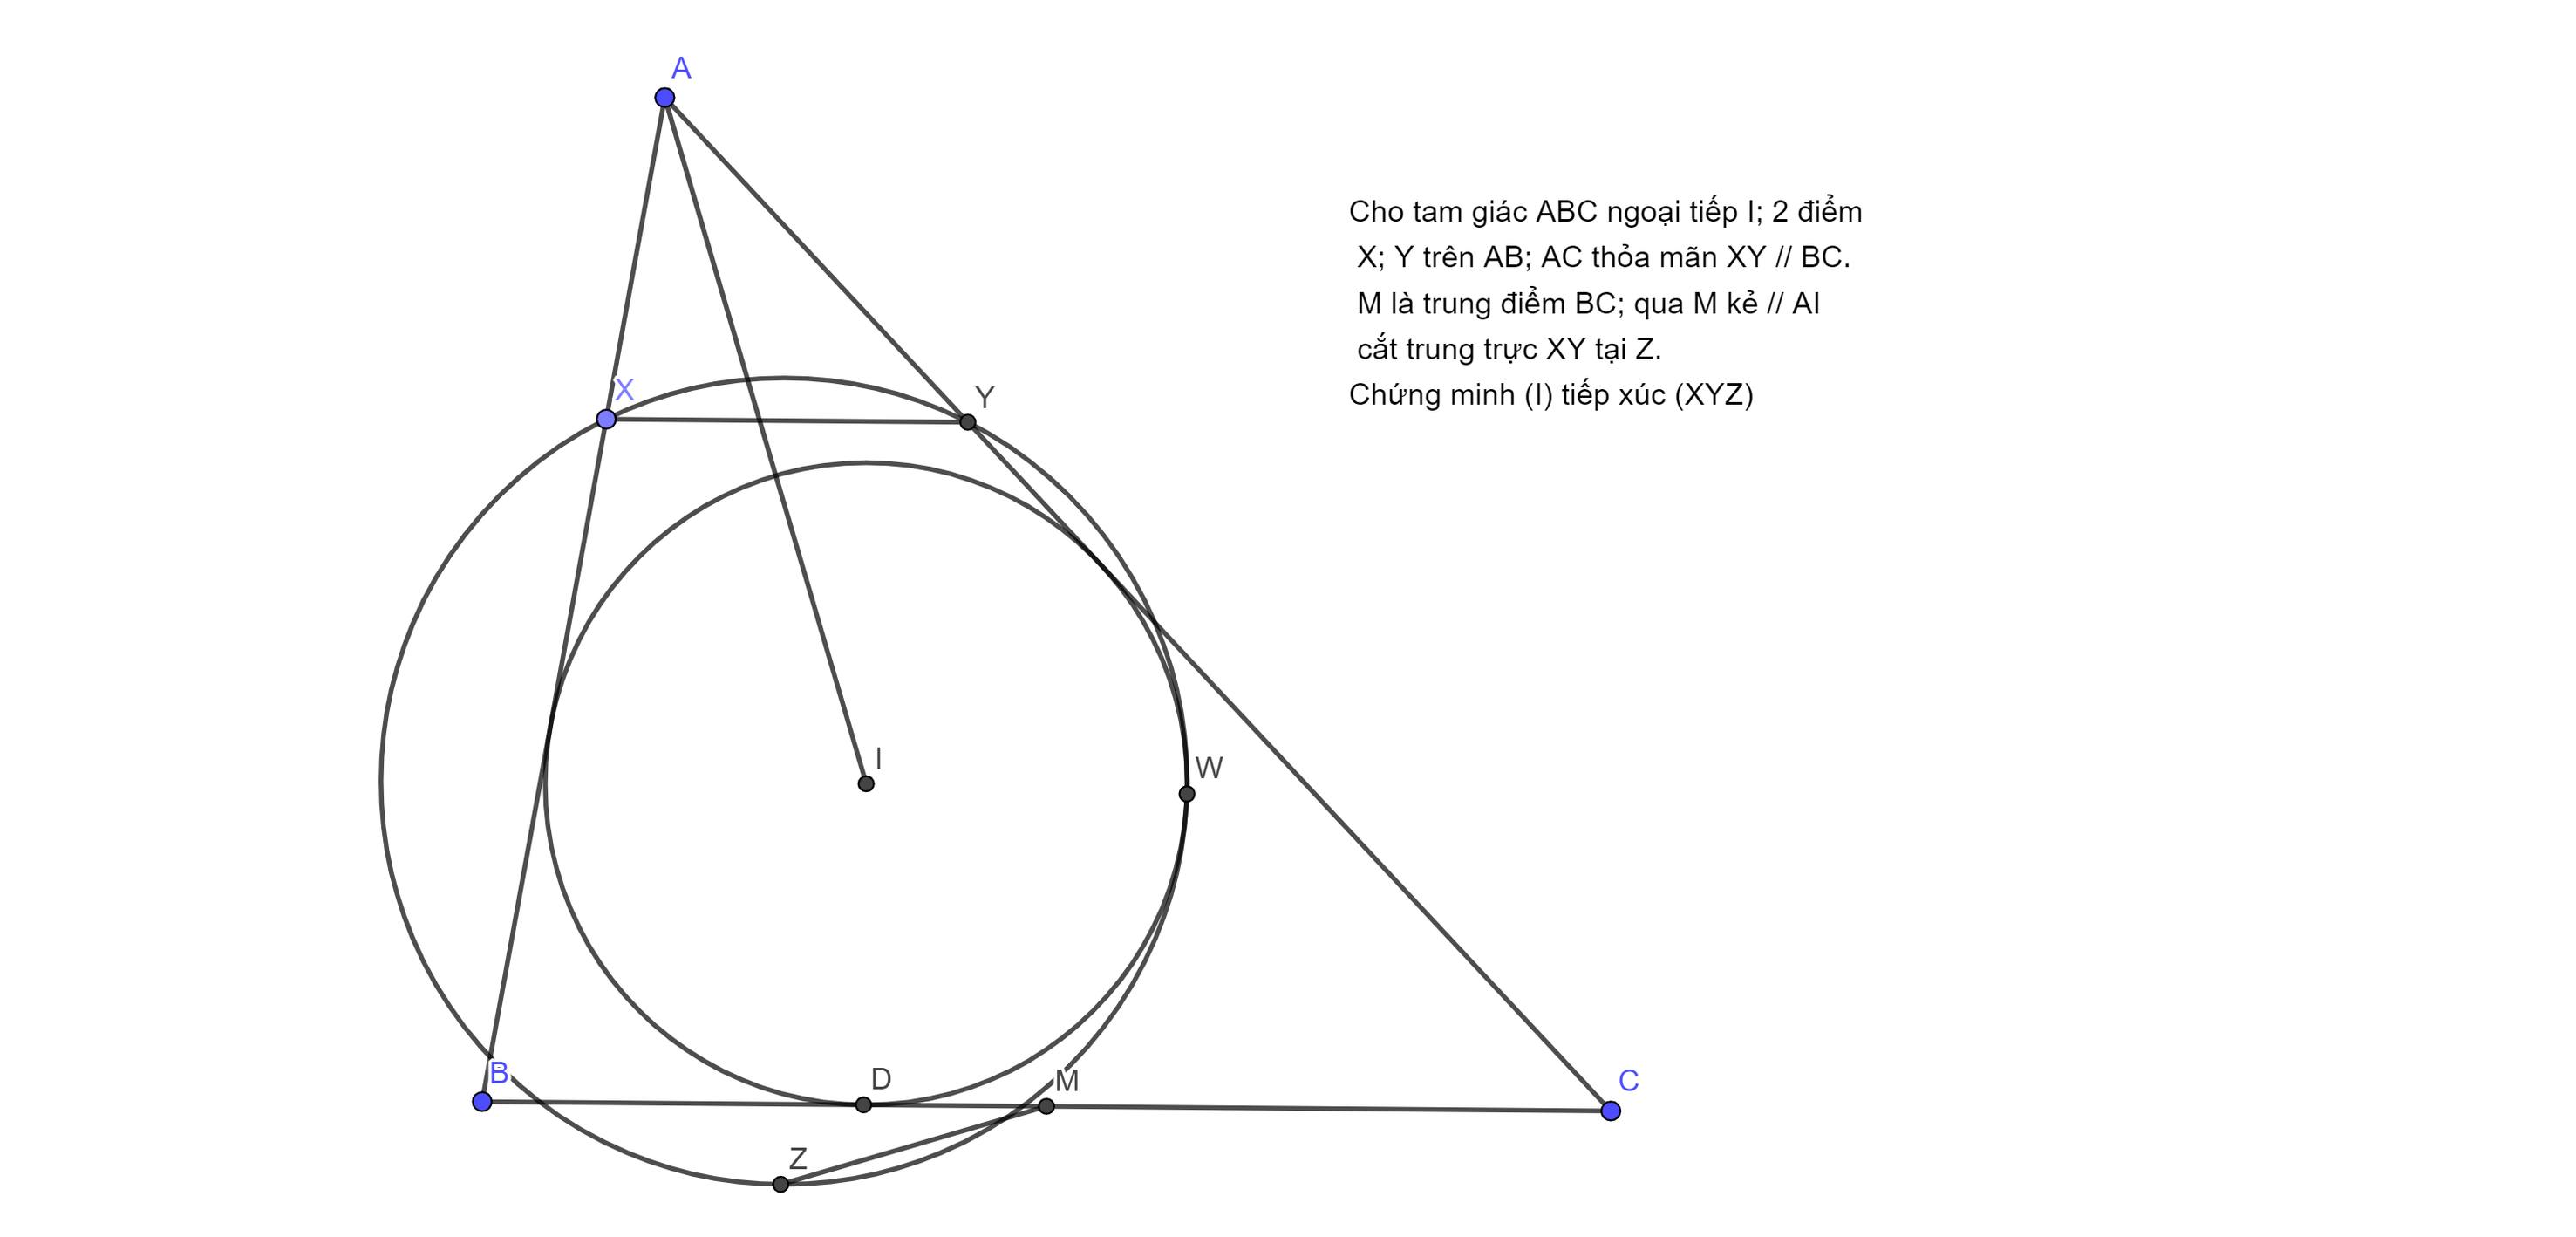 A
Cho tam giác ABC ngoại tiếp I; 2 điểm
X; Y trên AB; AC thỏa mãn XY // BC.
M là trung điểm BC; qua M kẻ // AI
cắt trung trực XY tại Z.
Chứng minh (I) tiếp xúc (XYZ)
X
Y
I
W
B
D
M
C
Z